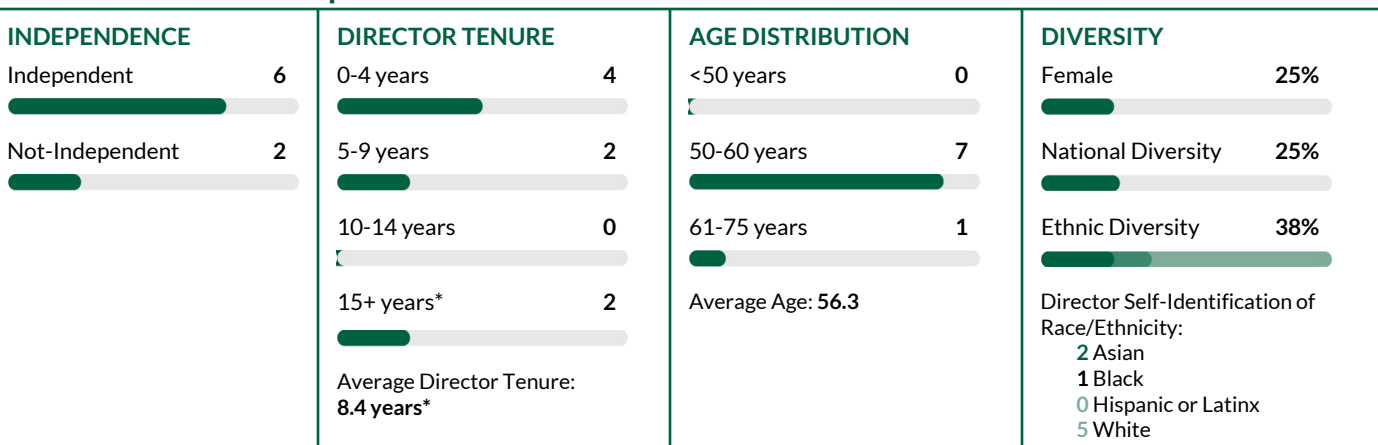 INDEPENDENCE
Independent 6
Not-Independent 2
DIRECTOR TENURE
0-4 years 4
5-9 years 2
10-14 years 0
15+ years* 2
Average Director Tenure:
8.4 years*
AGE DISTRIBUTION
<50 years 0
50-60 years 7
61-75 years 1
Average Age: 56.3
DIVERSITY
Female 25%
National Diversity 25%
Ethnic Diversity 38%
Director Self-Identification of
Race/Ethnicity:
2 Asian
1 Black
0 Hispanic or Latinx
5 White